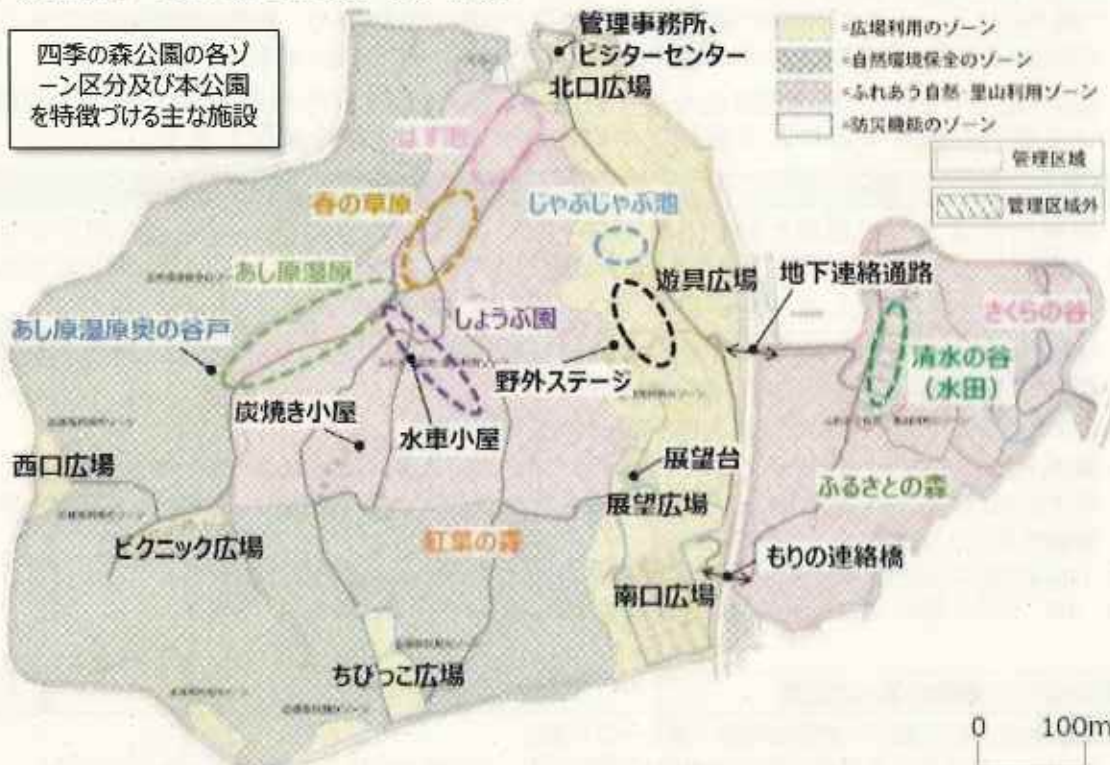 四季の森公園の各ゾ
ーン区分及び本公園
を特徴づける主な施設
管理事務所、
ビジターセンター
北口広場
=広場利用のゾーン
=自然環境保全のゾーン
=ふれあう自然・里山利用ゾーン
=防災機能のゾーン
管理区域
管理区域外
はす池
春の草原
じゃぶじゃぶ池
あし原湿原
遊具広場
地下連絡通路
さくらの谷
あし原湿原奥の谷戸
しょうぶ園
清水の谷
（水田）
野外ステージ
炭焼き小屋
水車小屋
西口広場
展望台
展望広場
ふるさとの森
ピクニック広場
紅葉の森
もりの連絡橋
南口広場
ちびっこ広場
0 100m